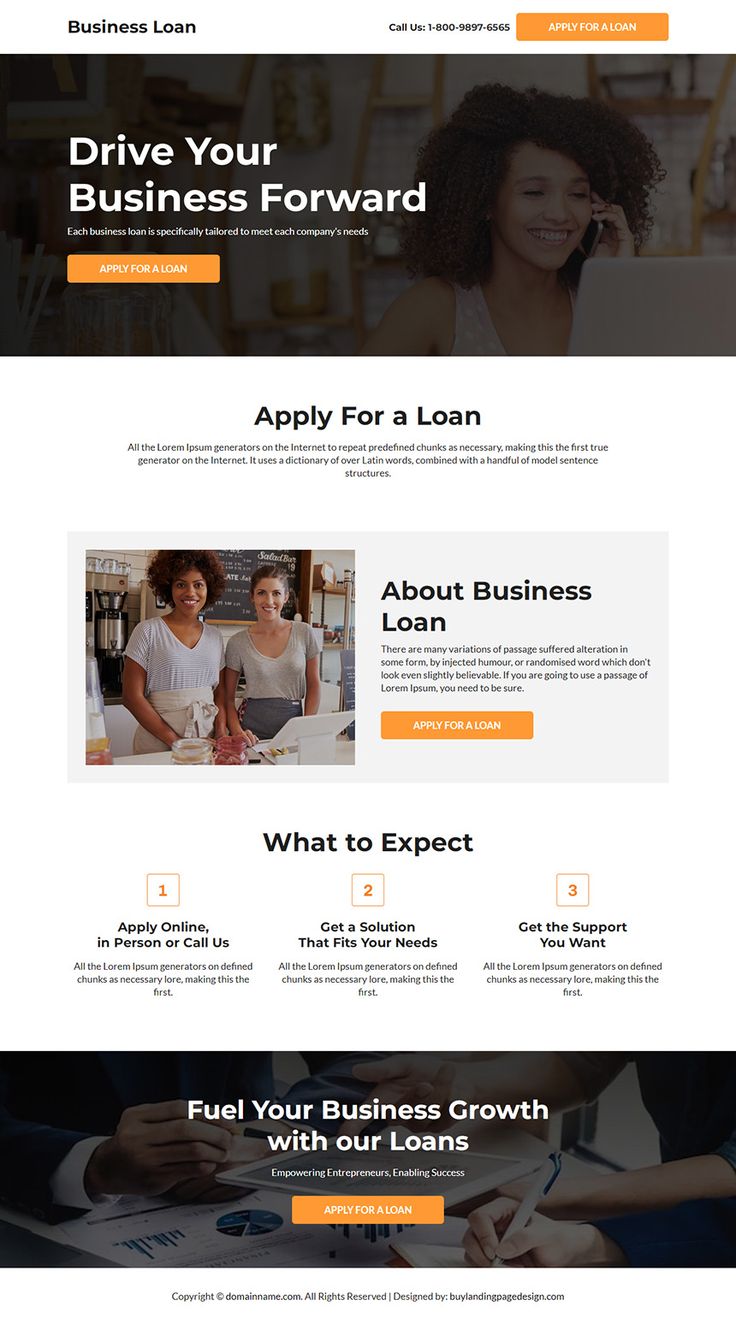 Business Loan
Call Us: 1-800-9897-6565
APPLY FOR A LOAN
Drive Your
Business Forward
Each business loan is specifically tailored to meet each company's needs
APPLY FOR A LOAN
Apply For a Loan
All the Lorem Ipsum generators on the Internet to repeat predefined chunks as necessary, making this the first true
generator on the Internet. It uses a dictionary of over Latin words, combined with a handful of model sentence
structures.
Salad Bar
About Business
Loan
There are many variations of passage suffered alteration in
some form, by injected humour, or randomised word which don't
look even slightly believable. If you are going to use a passage of
Lorem Ipsum, you need to be sure.
APPLY FOR A LOAN
What to Expect
1
2
3
Apply Online,
in Person or Call Us
Get a Solution
That Fits Your Needs
Get the Support
You Want
All the Lorem Ipsum generators on defined
chunks as necessary lore, making this the
first.
All the Lorem Ipsum generators on defined
chunks as necessary lore, making this the
first.
All the Lorem Ipsum generators on defined
chunks as necessary lore, making this the
first.
Fuel Your Business Growth
with our Loans
Empowering Entrepreneurs, Enabling Success
APPLY FOR A LOAN
Copyright © domainname.com. All Rights Reserved | Designed by: buylandingpagedesign.com